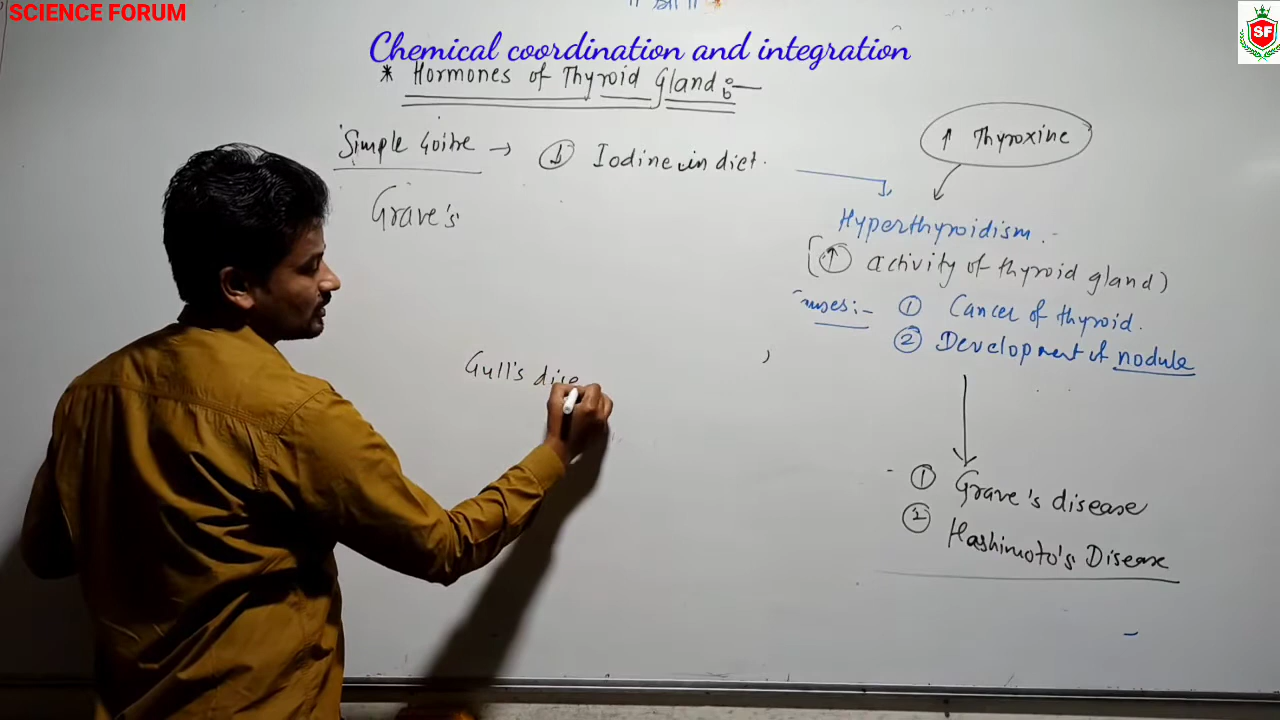 SCIENCE FORUM
SF
Chemical coordination and integration
* Hormones of Thyroid Gland :—
Simple Goitre → ↓ Iodine in diet.
Grave's
↑ Thyroxine
Hyperthyroidism.-
(↑ activity of thyroid gland)
auses:- ① Cancer of thyroid.
② Development of nodule
Gull's dise
① Grave's disease
② Hashimoto's Disease